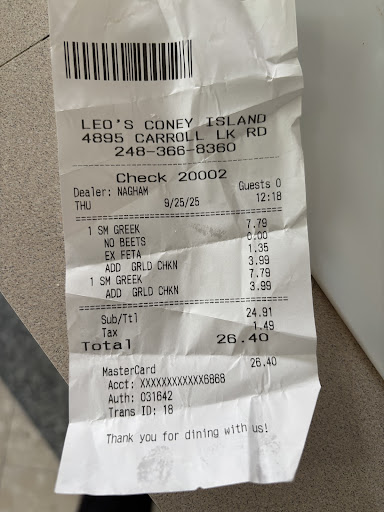 LEO'S CONEY ISLAND
4895 CARROLL LK RD
248-366-8360
Check 20002
Dealer: NAGHAM Guests 0
THU 9/25/25 12:18
1 SM GREEK 7.79
NO BEETS 0.00
EX FETA 1.35
ADD GRLD CHKN 3.99
1 SM GREEK 7.79
ADD GRLD CHKN 3.99
Sub/Ttl 24.91
Tax 1.49
Total 26.40
MasterCard 26.40
Acct: XXXXXXXXXXXX6868
Auth: 031642
Trans ID: 18
Thank you for dining with us!